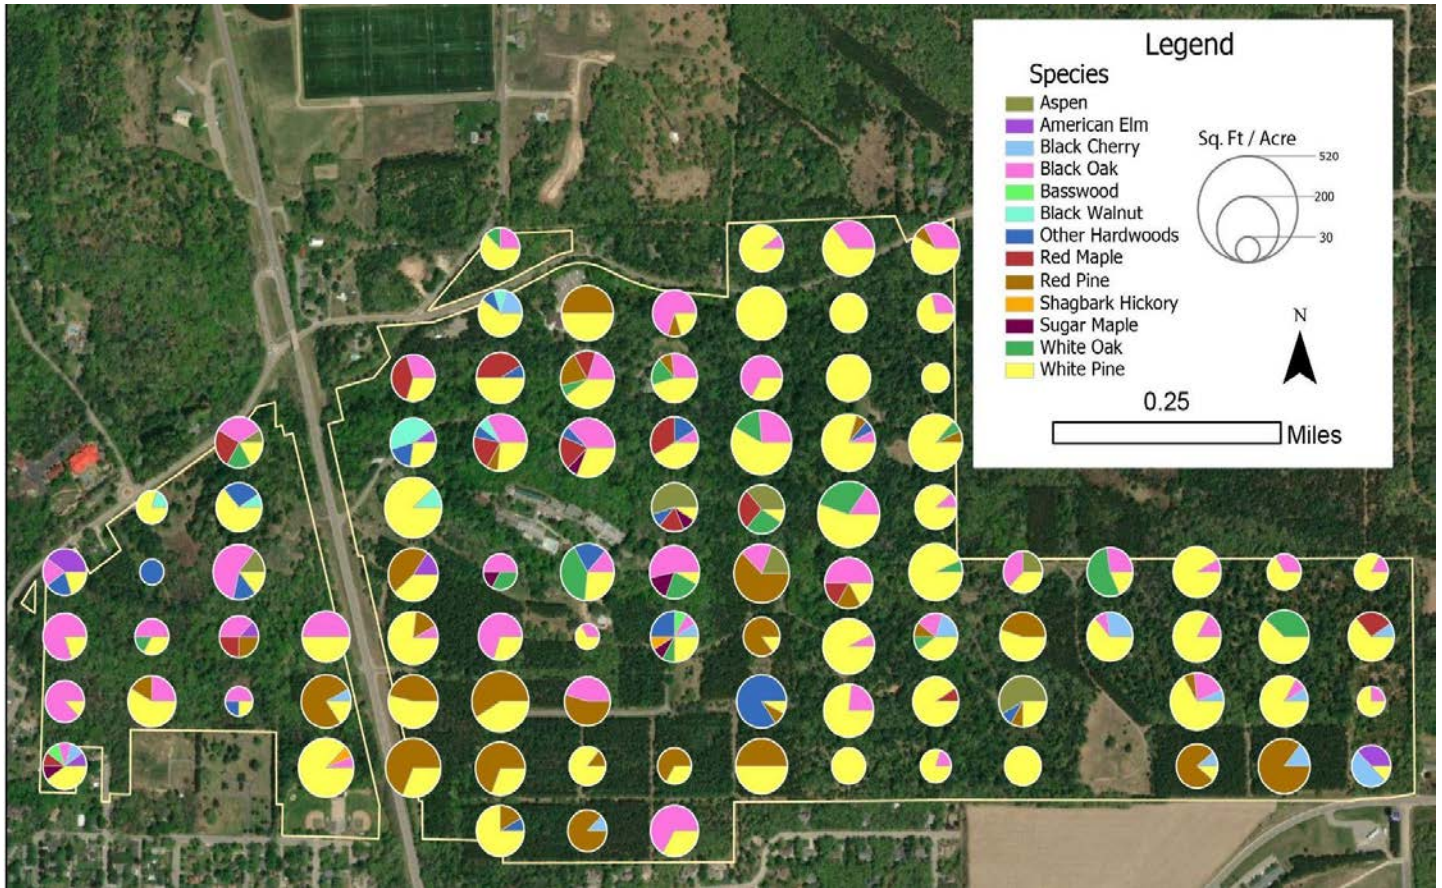 Legend
Species
Aspen
American Elm
Black Cherry
Black Oak
Basswood
Black Walnut
Other Hardwoods
Red Maple
Red Pine
Shagbark Hickory
Sugar Maple
White Oak
White Pine
Sq. Ft / Acre
520
200
30
N
0.25
Miles